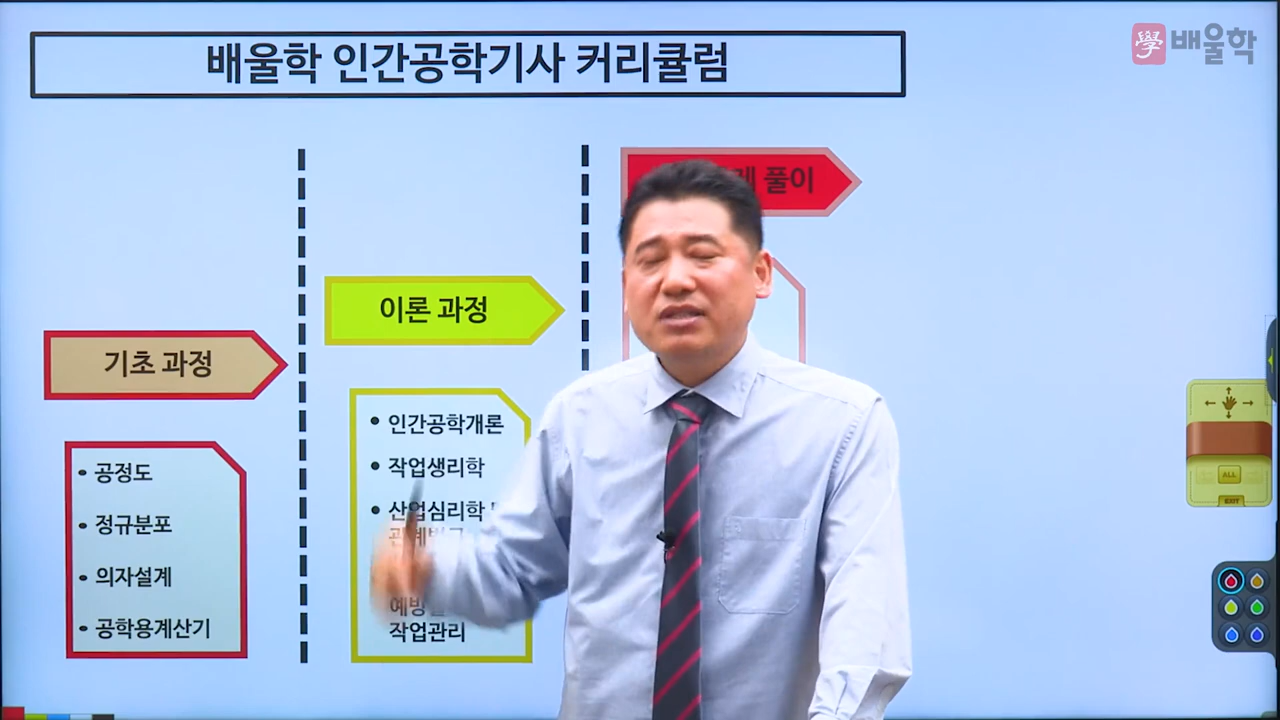 배울학 인간공학기사 커리큘럼
學 배울학
풀이
이론 과정
기초 과정
• 인간공학개론
• 작업생리학
• 산업심리학
작업관리
• 공정도
• 정규분포
• 의자설계
• 공학용계산기
ALL
EXIT